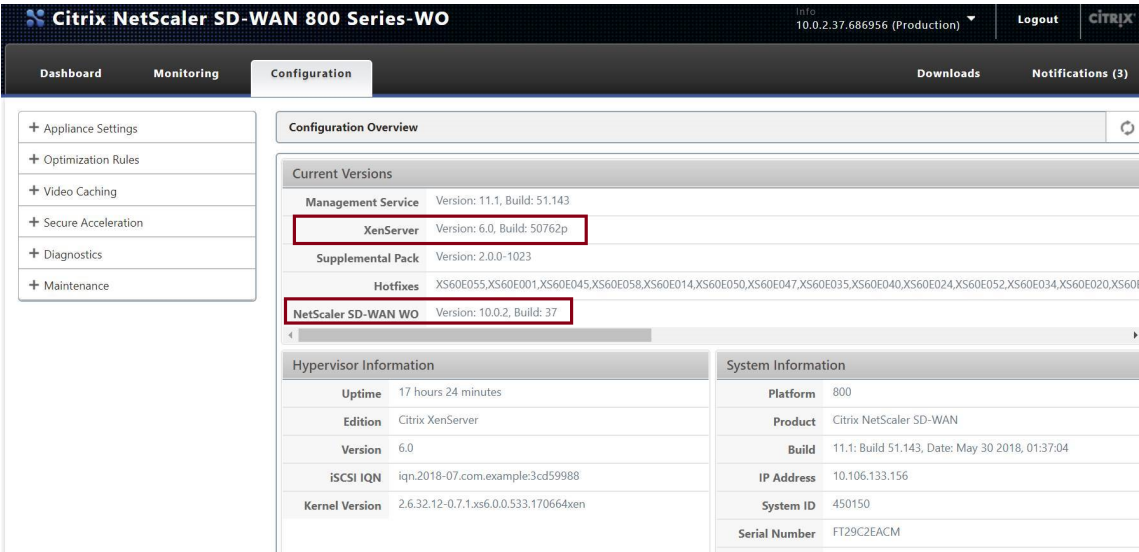 Citrix NetScaler SD-WAN 800 Series-WO
Info
10.0.2.37.686956 (Production)
Logout
CITRIX
Dashboard
Monitoring
Configuration
Downloads
Notifications (3)
+ Appliance Settings
+ Optimization Rules
+ Video Caching
+ Secure Acceleration
+ Diagnostics
+ Maintenance
Configuration Overview
Current Versions
Management Service Version: 11.1, Build: 51.143
XenServer Version: 6.0, Build: 50762p
Supplemental Pack Version: 2.0.0-1023
Hotfixes XS60E055,XS60E001,XS60E045,XS60E058,XS60E014,XS60E050,XS60E047,XS60E035,XS60E040,XS60E024,XS60E052,XS60E034,XS60E020,XS60
NetScaler SD-WAN WO Version: 10.0.2, Build: 37
Hypervisor Information
Uptime 17 hours 24 minutes
Edition Citrix XenServer
Version 6.0
iSCSI IQN iqn.2018-07.com.example:3cd59988
Kernel Version 2.6.32.12-0.7.1.xs6.0.0.533.170664xen
System Information
Platform 800
Product Citrix NetScaler SD-WAN
Build 11.1: Build 51.143, Date: May 30 2018, 01:37:04
IP Address 10.106.133.156
System ID 450150
Serial Number FT29C2EACM